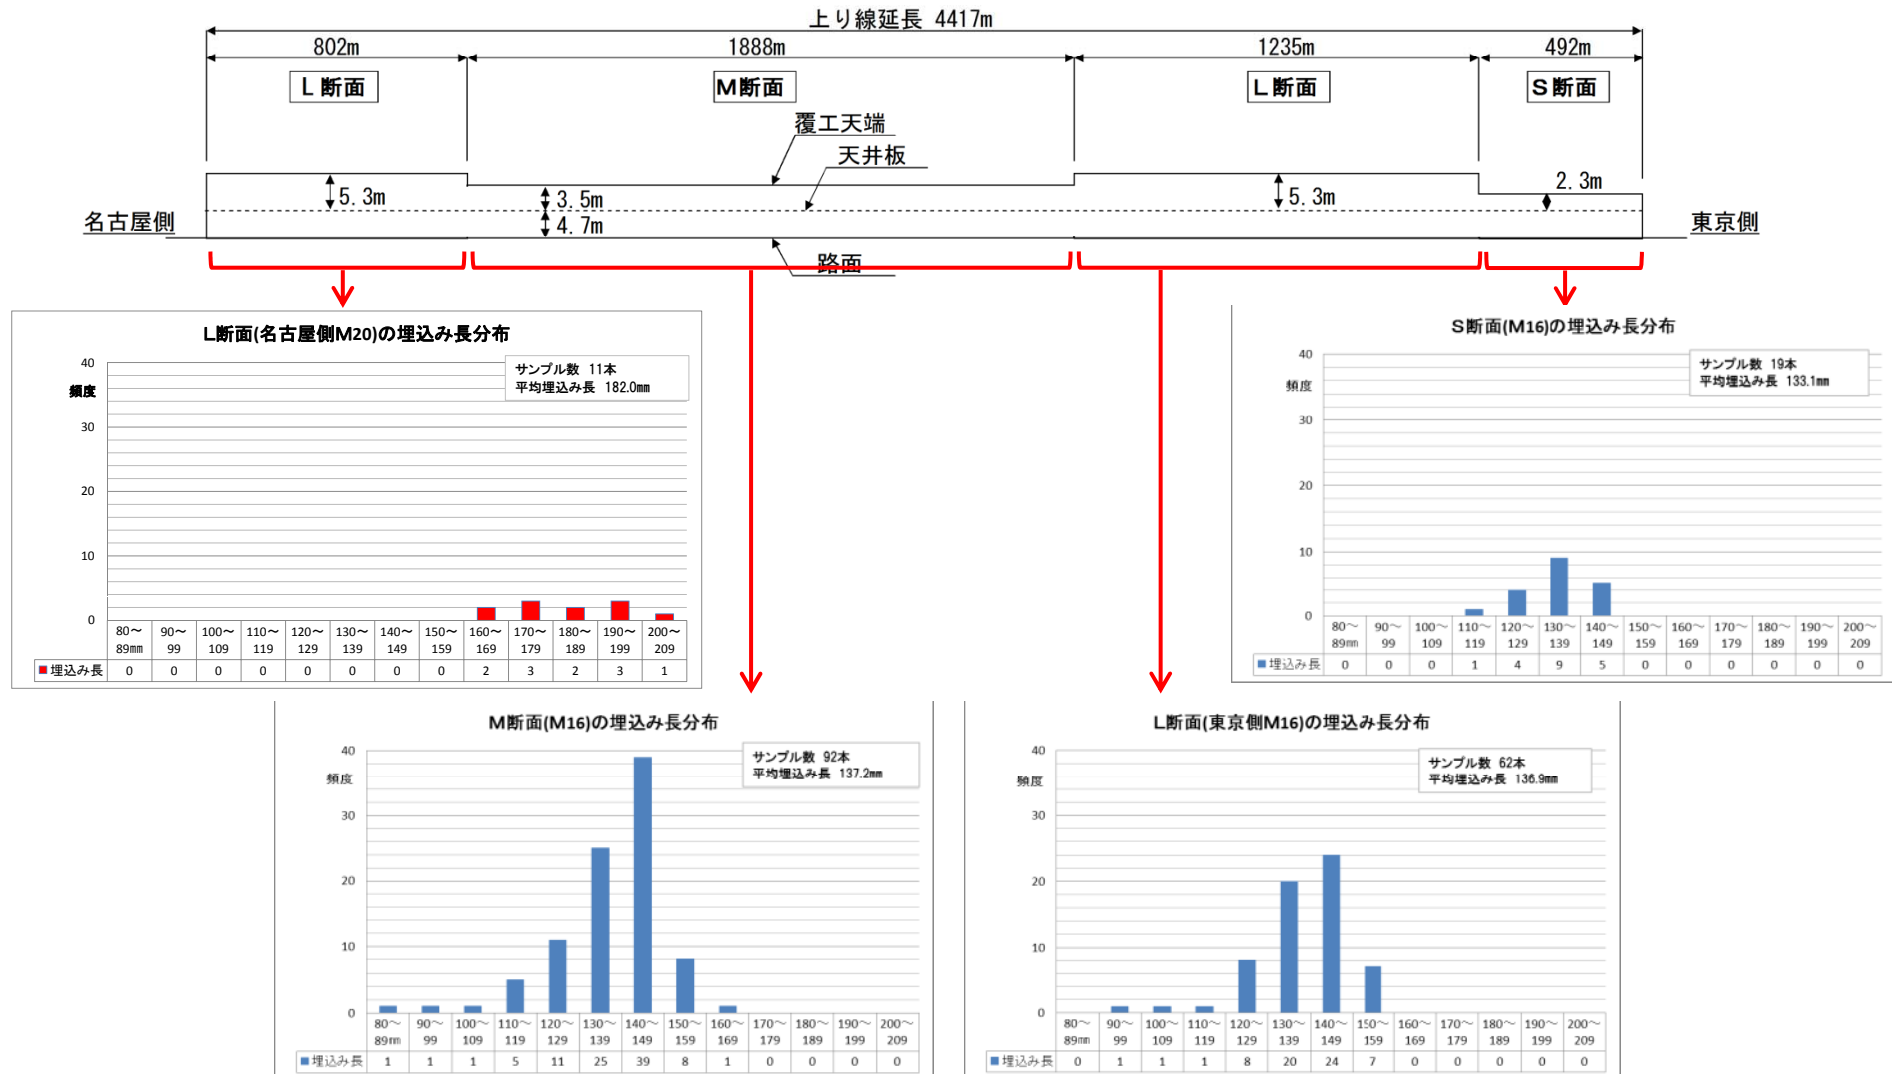 上り線延長 4417m
802m 1888m 1235m 492m
L断面 M断面 L断面 S断面
覆工天端
天井板
5.3m 3.5m 5.3m 2.3m
4.7m
名古屋側 東京側
路面
L断面(名古屋側M20)の埋込み長分布
サンプル数 11本
平均埋込み長 182.0mm
頻度
40
30
20
10
0
80～ 90～ 100～ 110～ 120～ 130～ 140～ 150～ 160～ 170～ 180～ 190～ 200～
89mm 99 109 119 129 139 149 159 169 179 189 199 209
埋込み長 0 0 0 0 0 0 0 0 2 3 2 3 1
S断面(M16)の埋込み長分布
サンプル数 19本
平均埋込み長 133.1mm
頻度
40
30
20
10
0
80～ 90～ 100～ 110～ 120～ 130～ 140～ 150～ 160～ 170～ 180～ 190～ 200～
89mm 99 109 119 129 139 149 159 169 179 189 199 209
埋込み長 0 0 0 1 4 9 5 0 0 0 0 0 0
M断面(M16)の埋込み長分布
サンプル数 92本
平均埋込み長 137.2mm
頻度
40
30
20
10
0
80～ 90～ 100～ 110～ 120～ 130～ 140～ 150～ 160～ 170～ 180～ 190～ 200～
89mm 99 109 119 129 139 149 159 169 179 189 199 209
埋込み長 1 1 1 5 11 25 39 8 1 0 0 0 0
L断面(東京側M16)の埋込み長分布
サンプル数 62本
平均埋込み長 136.9mm
頻度
40
30
20
10
0
80～ 90～ 100～ 110～ 120～ 130～ 140～ 150～ 160～ 170～ 180～ 190～ 200～
89mm 99 109 119 129 139 149 159 169 179 189 199 209
埋込み長 0 1 1 1 8 20 24 7 0 0 0 0 0